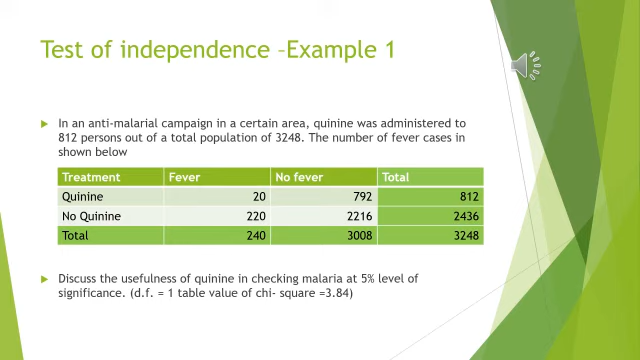 Test of independence –Example 1
In an anti-malarial campaign in a certain area, quinine was administered to
812 persons out of a total population of 3248. The number of fever cases in
shown below
Treatment Fever No fever Total
Quinine 20 792 812
No Quinine 220 2216 2436
Total 240 3008 3248
Discuss the usefulness of quinine in checking malaria at 5% level of
significance. (d.f. = 1 table value of chi- square =3.84)